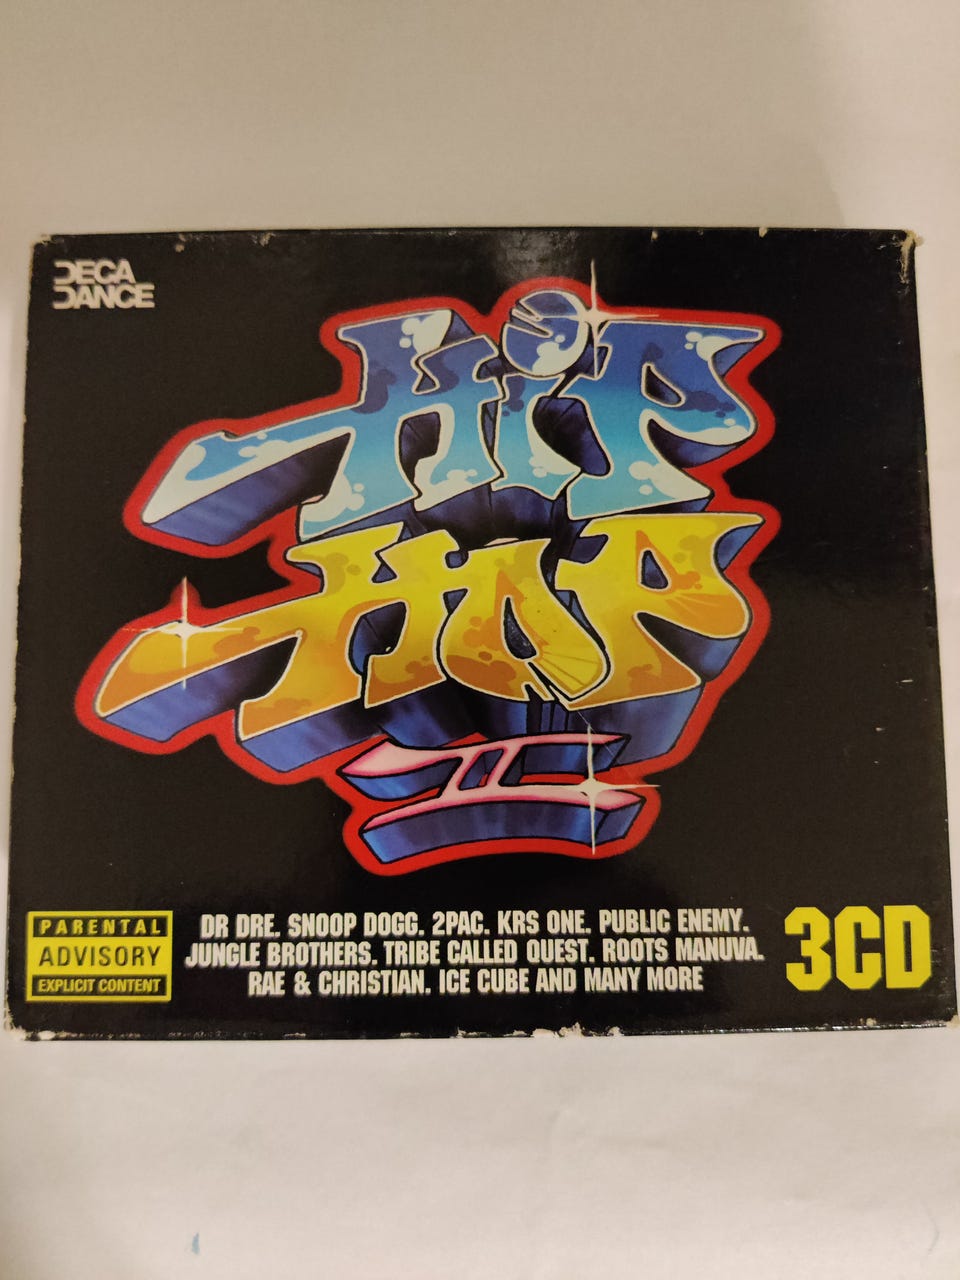 DECA
DANCE
HiP
HOP
II
PARENTAL
ADVISORY
EXPLICIT CONTENT
DR DRE. SNOOP DOGG. 2PAC. KRS ONE. PUBLIC ENEMY.
JUNGLE BROTHERS. TRIBE CALLED QUEST. ROOTS MANUVA.
RAE & CHRISTIAN. ICE CUBE AND MANY MORE
3CD